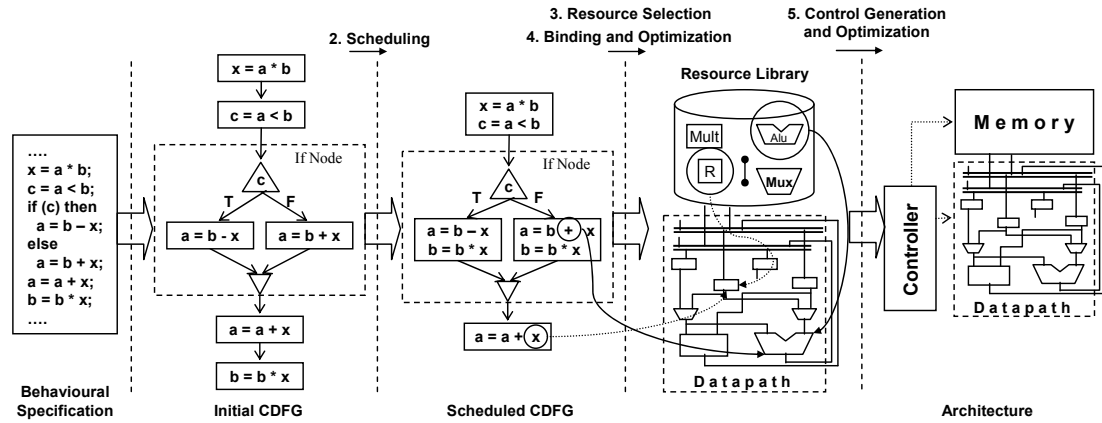 3. Resource Selection
4. Binding and Optimization
5. Control Generation
and Optimization
2. Scheduling
....
x = a * b;
c = a < b;
if (c) then
a = b – x;
else
a = b + x;
a = a + x;
b = b * x;
....
Behavioural
Specification
x = a * b
c = a < b
If Node
c
T
F
a = b - x
a = b + x
a = a + x
b = b * x
Initial CDFG
x = a * b
c = a < b
If Node
c
T
F
a = b – x
b = b * x
a = b + x
b = b * x
a = a + x
Scheduled CDFG
Resource Library
Mult
Alu
R
Mux
Datapath
Controller
Memory
Datapath
Architecture